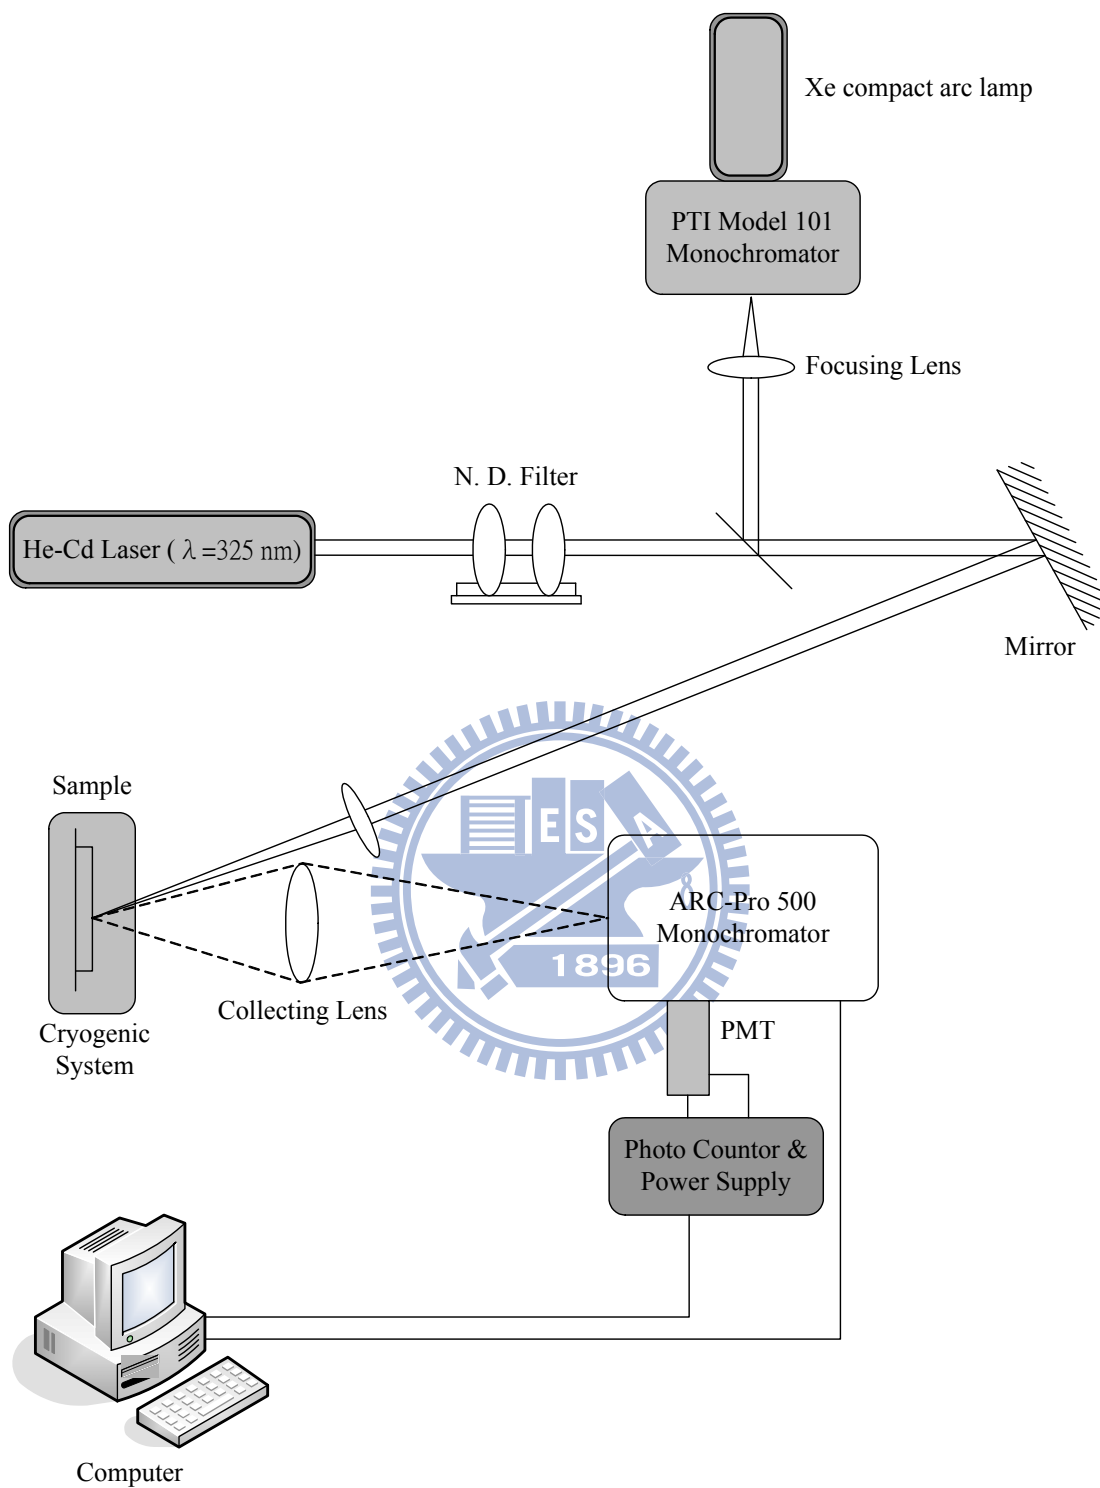 Xe compact arc lamp
PTI Model 101
Monochromator
Focusing Lens
N. D. Filter
He-Cd Laser ( λ =325 nm)
Mirror
Sample
E S A
ARC-Pro 500
Monochromator
1896
Collecting Lens
Cryogenic
System
PMT
Photo Countor &
Power Supply
Computer